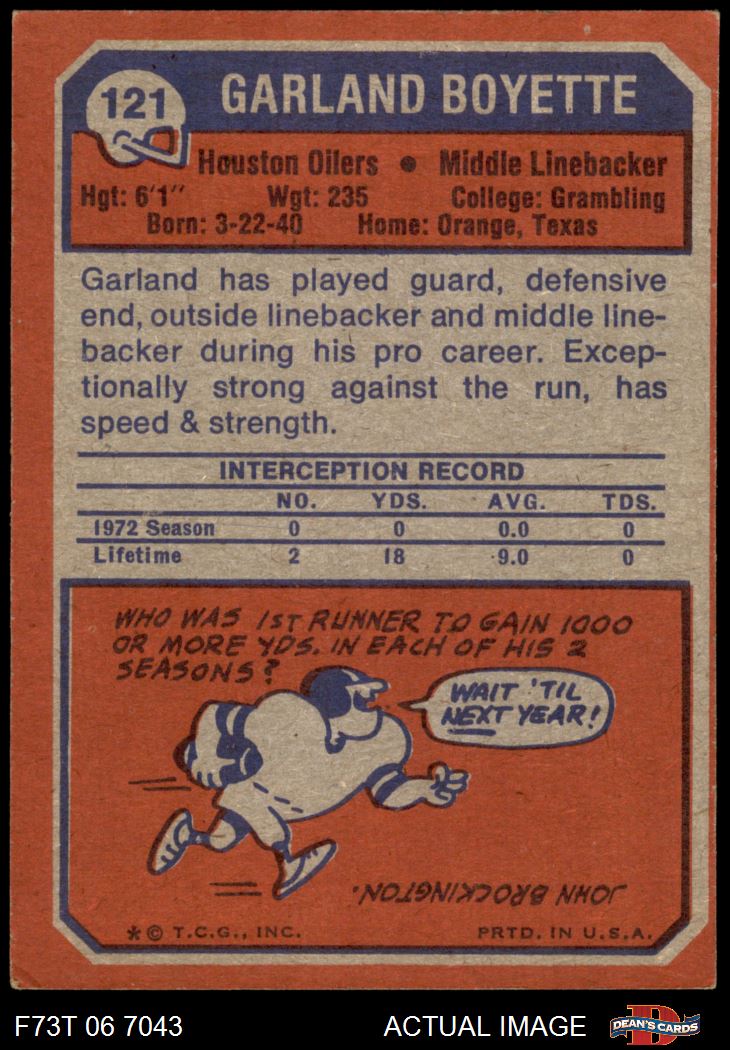 121
GARLAND BOYETTE
Houston Oilers • Middle Linebacker
Hgt: 6'1" Wgt: 235 College: Grambling
Born: 3-22-40 Home: Orange, Texas
Garland has played guard, defensive
end, outside linebacker and middle line-
backer during his pro career. Excep-
tionally strong against the run, has
speed & strength.
INTERCEPTION RECORD
NO. YDS. AVG. TDS.
1972 Season 0 0 0.0 0
Lifetime 2 18 9.0 0
WHO WAS 1ST RUNNER TO GAIN 1000
OR MORE YDS. IN EACH OF HIS 2
SEASONS?
WAIT 'TIL
NEXT YEAR!
JOHN BROCKINGTON.
* © T.C.G., INC. PRTD. IN U.S.A.
F73T 06 7043 ACTUAL IMAGE
D
DEAN'S CARDS